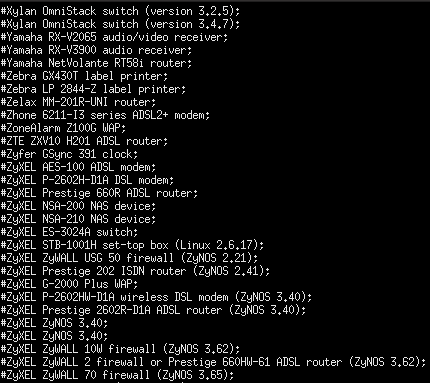 #Xylan OmniStack switch (version 3.2.5);
#Xylan OmniStack switch (version 3.4.7);
#Yamaha RX-V2065 audio/video receiver;
#Yamaha RX-V3900 audio receiver;
#Yamaha NetVolante RT58i router;
#Zebra GX430T label printer;
#Zebra LP 2844-Z label printer;
#Zelax MM-201R-UNI router;
#Zhone 6211-I3 series ADSL2+ modem;
#ZoneAlarm Z100G WAP;
#ZTE ZXV10 H201 ADSL router;
#Zyfer GSync 391 clock;
#ZyXEL AES-100 ADSL modem;
#ZyXEL P-2602H-D1A DSL modem;
#ZyXEL Prestige 660R ADSL router;
#ZyXEL NSA-200 NAS device;
#ZyXEL NSA-210 NAS device;
#ZyXEL ES-3024A switch;
#ZyXEL STB-1001H set-top box (Linux 2.6.17);
#ZyXEL ZyWALL USG 50 firewall (ZyNOS 2.21);
#ZyXEL Prestige 202 ISDN router (ZyNOS 2.41);
#ZyXEL G-2000 Plus WAP;
#ZyXEL P-2602HW-D1A wireless DSL modem (ZyNOS 3.40);
#ZyXEL Prestige 2602R-D1A ADSL router (ZyNOS 3.40);
#ZyXEL ZyNOS 3.40;
#ZyXEL ZyNOS 3.40;
#ZyXEL ZyWALL 10W firewall (ZyNOS 3.62);
#ZyXEL ZyWALL 2 firewall or Prestige 660HW-61 ADSL router (ZyNOS 3.62);
#ZyXEL ZyWALL 70 firewall (ZyNOS 3.65);